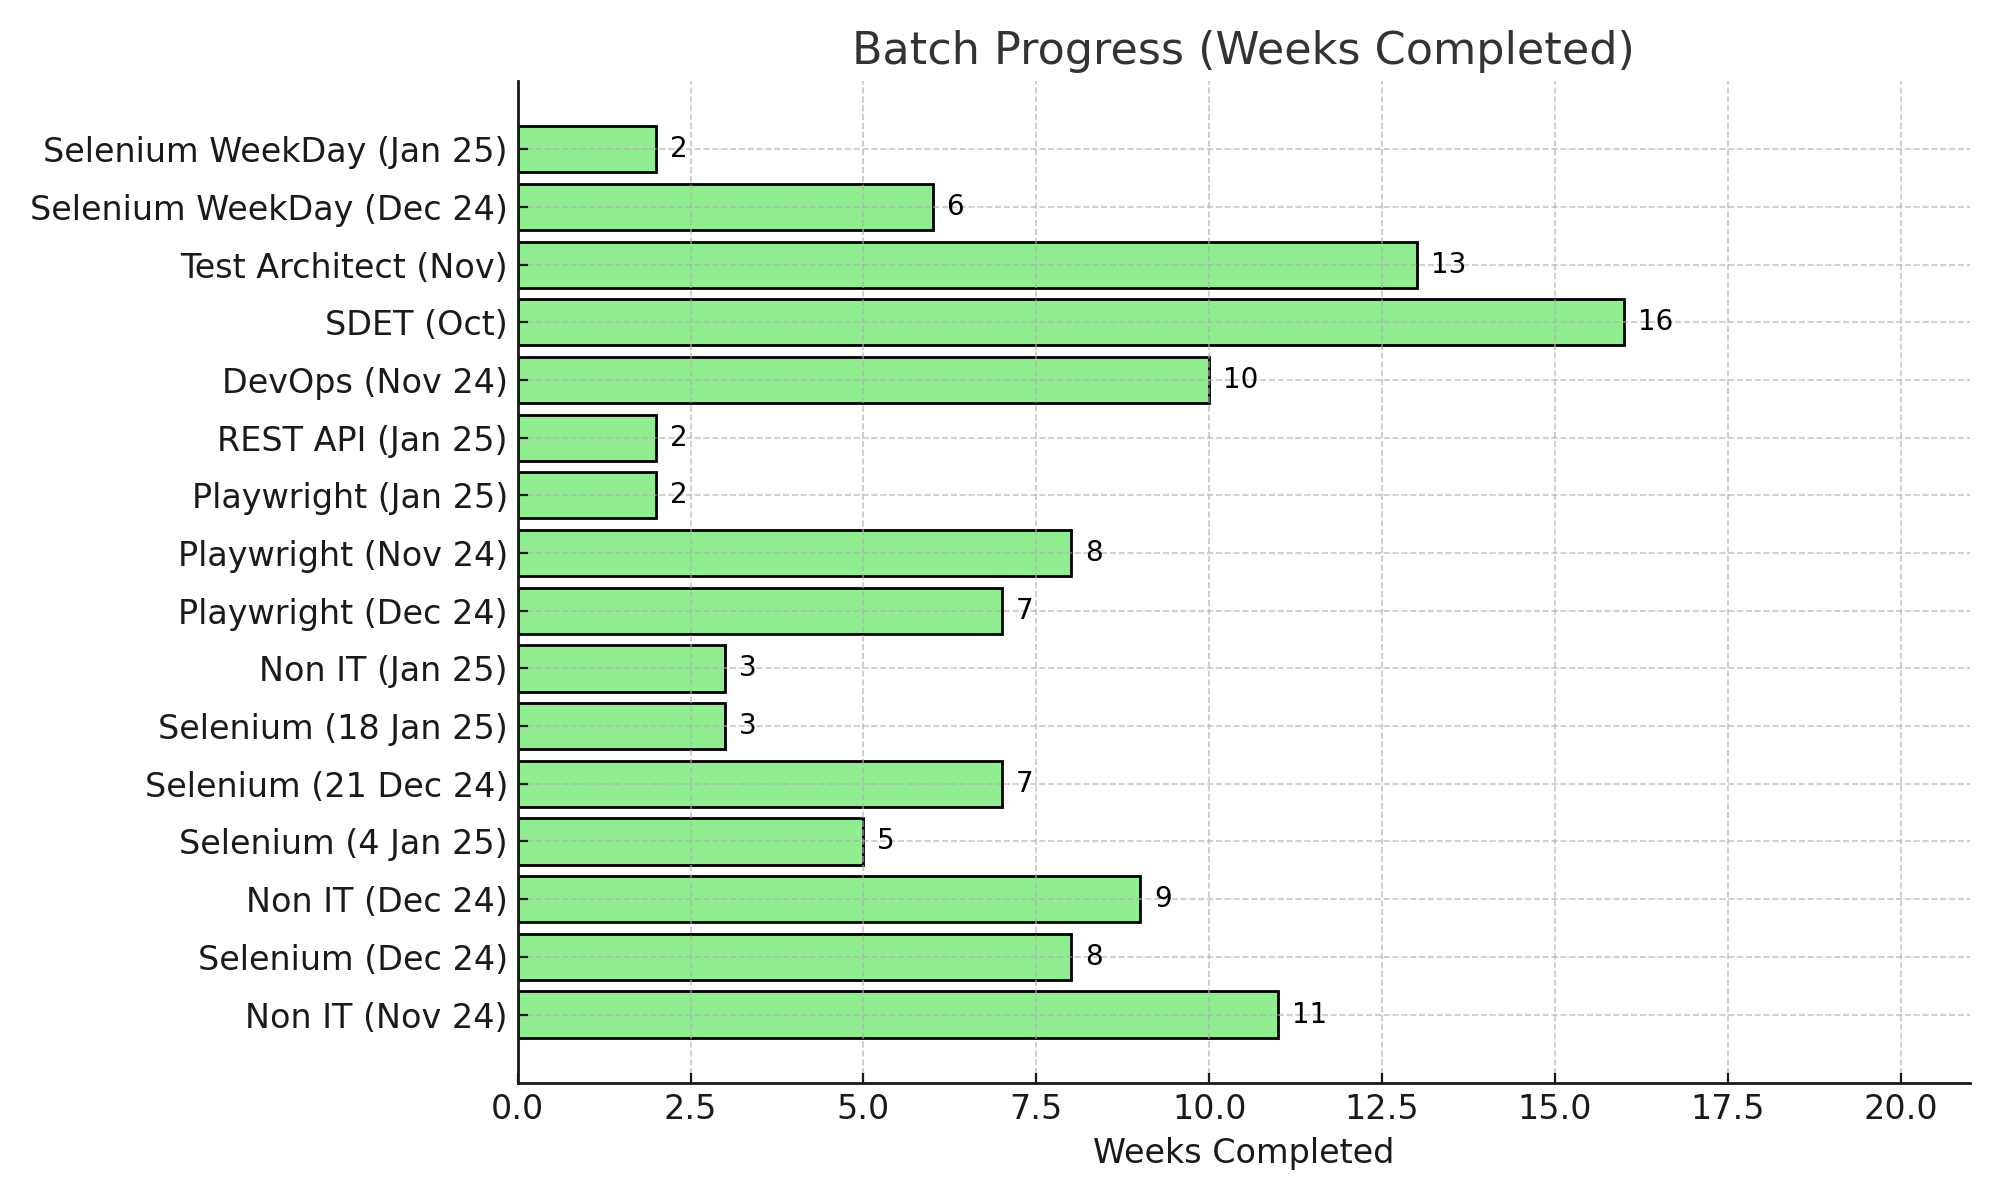 Batch Progress (Weeks Completed)
Selenium WeekDay (Jan 25) 2
Selenium WeekDay (Dec 24) 6
Test Architect (Nov) 13
SDET (Oct) 16
DevOps (Nov 24) 10
REST API (Jan 25) 2
Playwright (Jan 25) 2
Playwright (Nov 24) 8
Playwright (Dec 24) 7
Non IT (Jan 25) 3
Selenium (18 Jan 25) 3
Selenium (21 Dec 24) 7
Selenium (4 Jan 25) 5
Non IT (Dec 24) 9
Selenium (Dec 24) 8
Non IT (Nov 24) 11
0.0 2.5 5.0 7.5 10.0 12.5 15.0 17.5 20.0
Weeks Completed